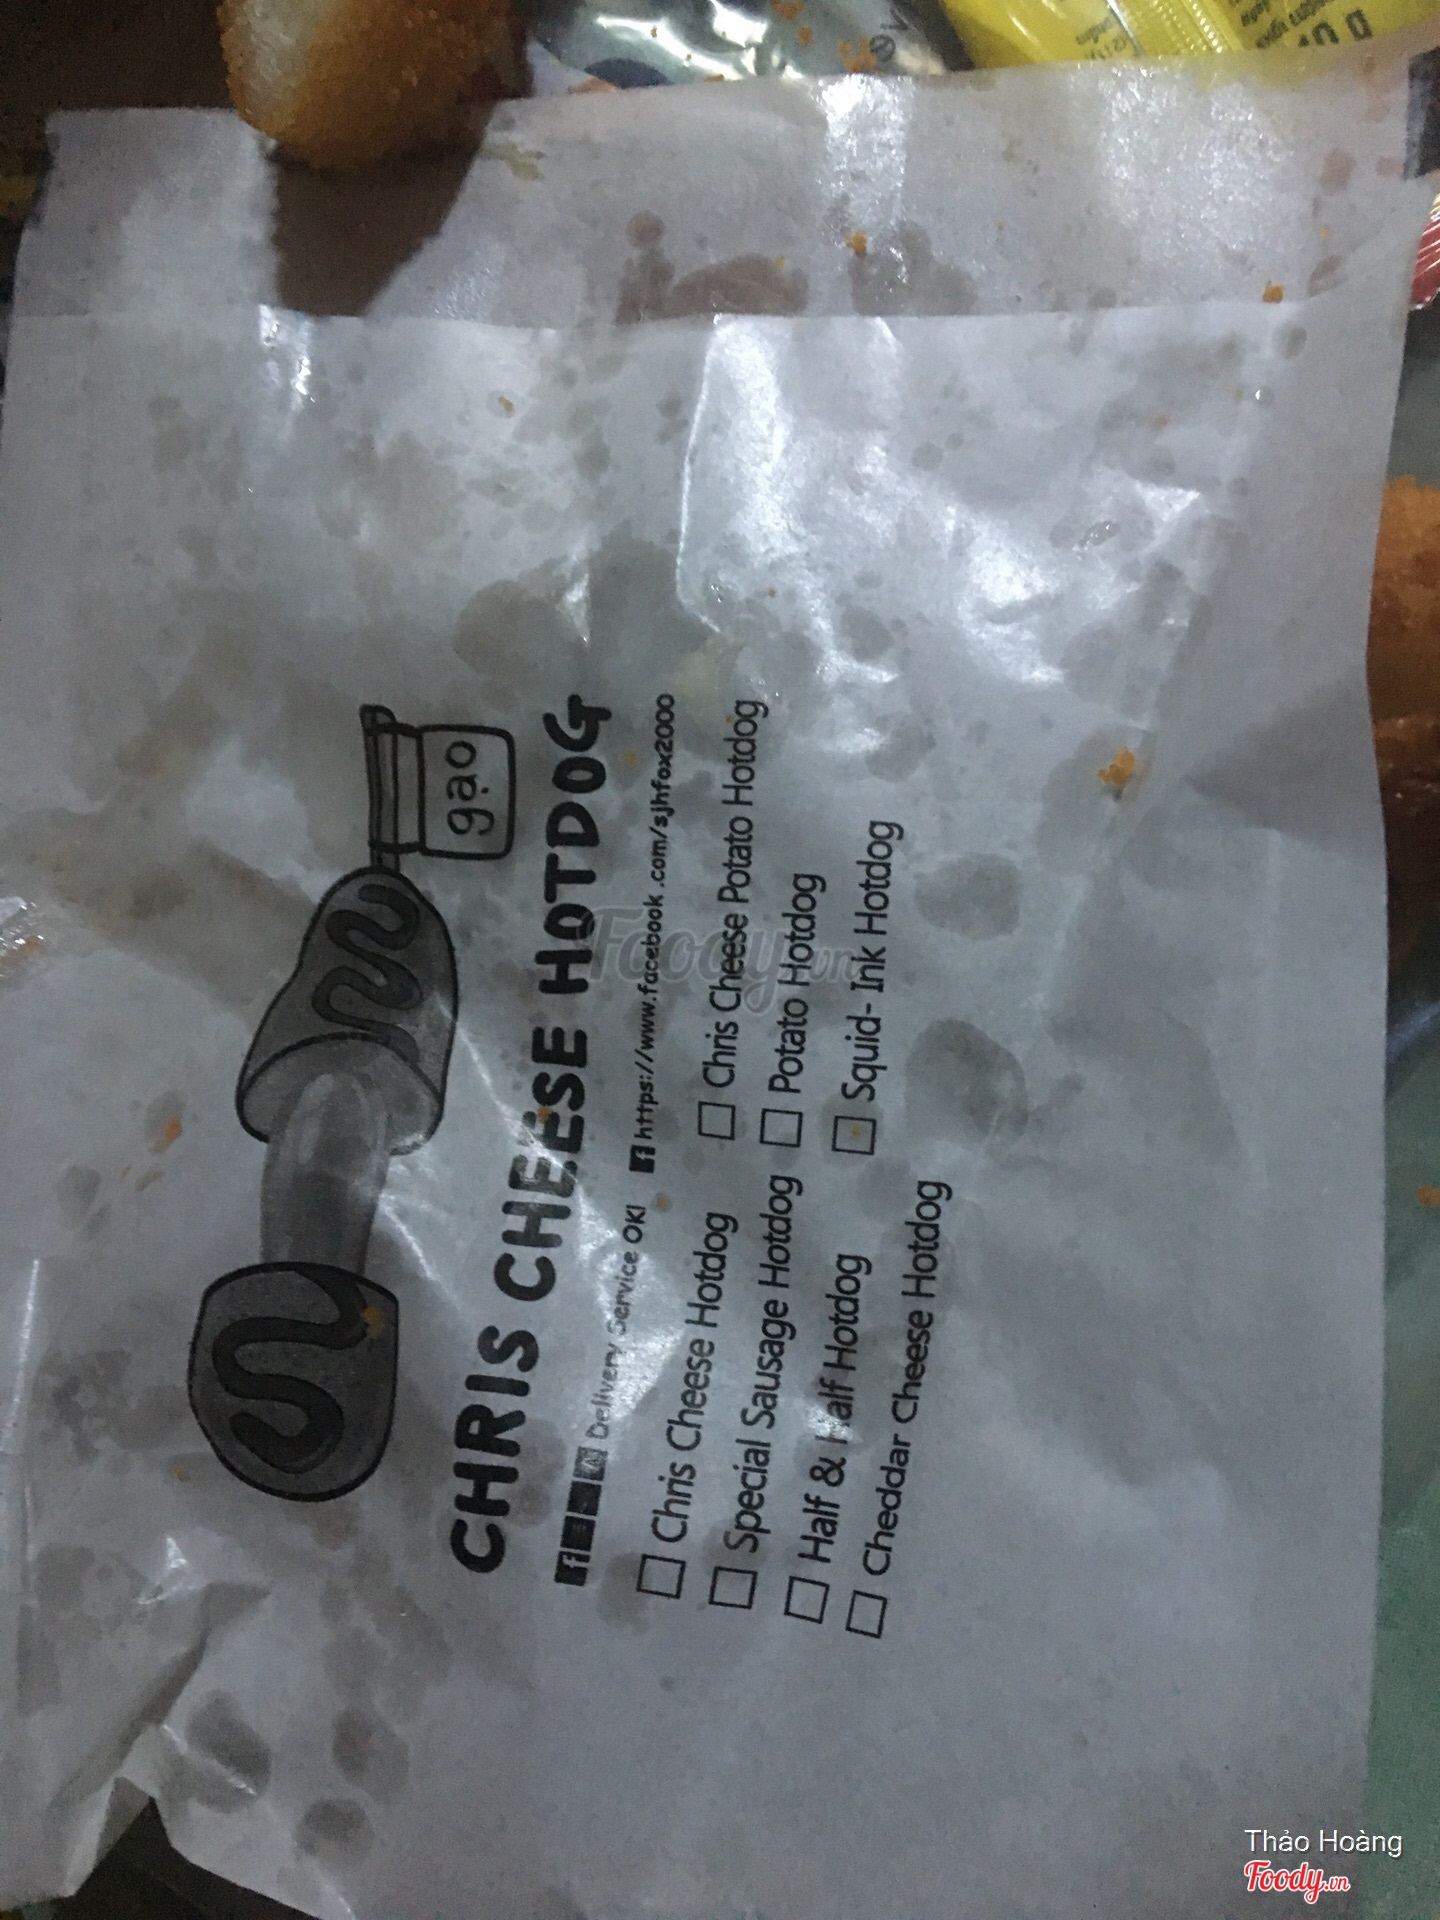 gạo
CHRIS CHEESE HOTDOG
Delivery Service OK! https://www.facebook.com/sjhfox2000
Chris Cheese Hotdog
Chris Cheese Potato Hotdog
Special Sausage Hotdog
Potato Hotdog
Half & Half Hotdog
Squid- Ink Hotdog
Cheddar Cheese Hotdog
Foody.vn
Thảo Hoàng
Foody.vn